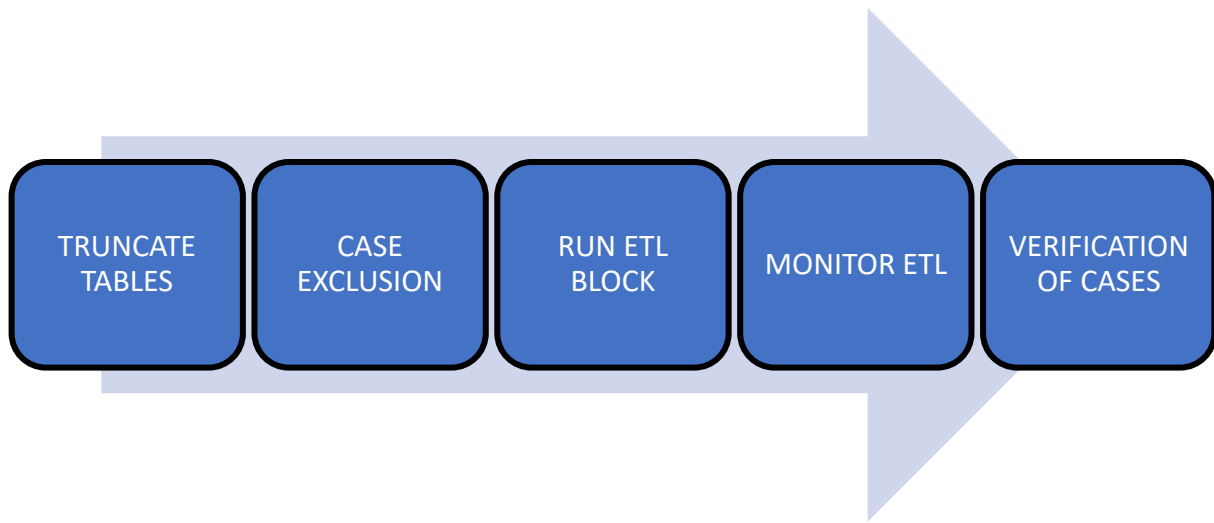 TRUNCATE
TABLES
CASE
EXCLUSION
RUN ETL
BLOCK
MONITOR ETL
VERIFICATION
OF CASES